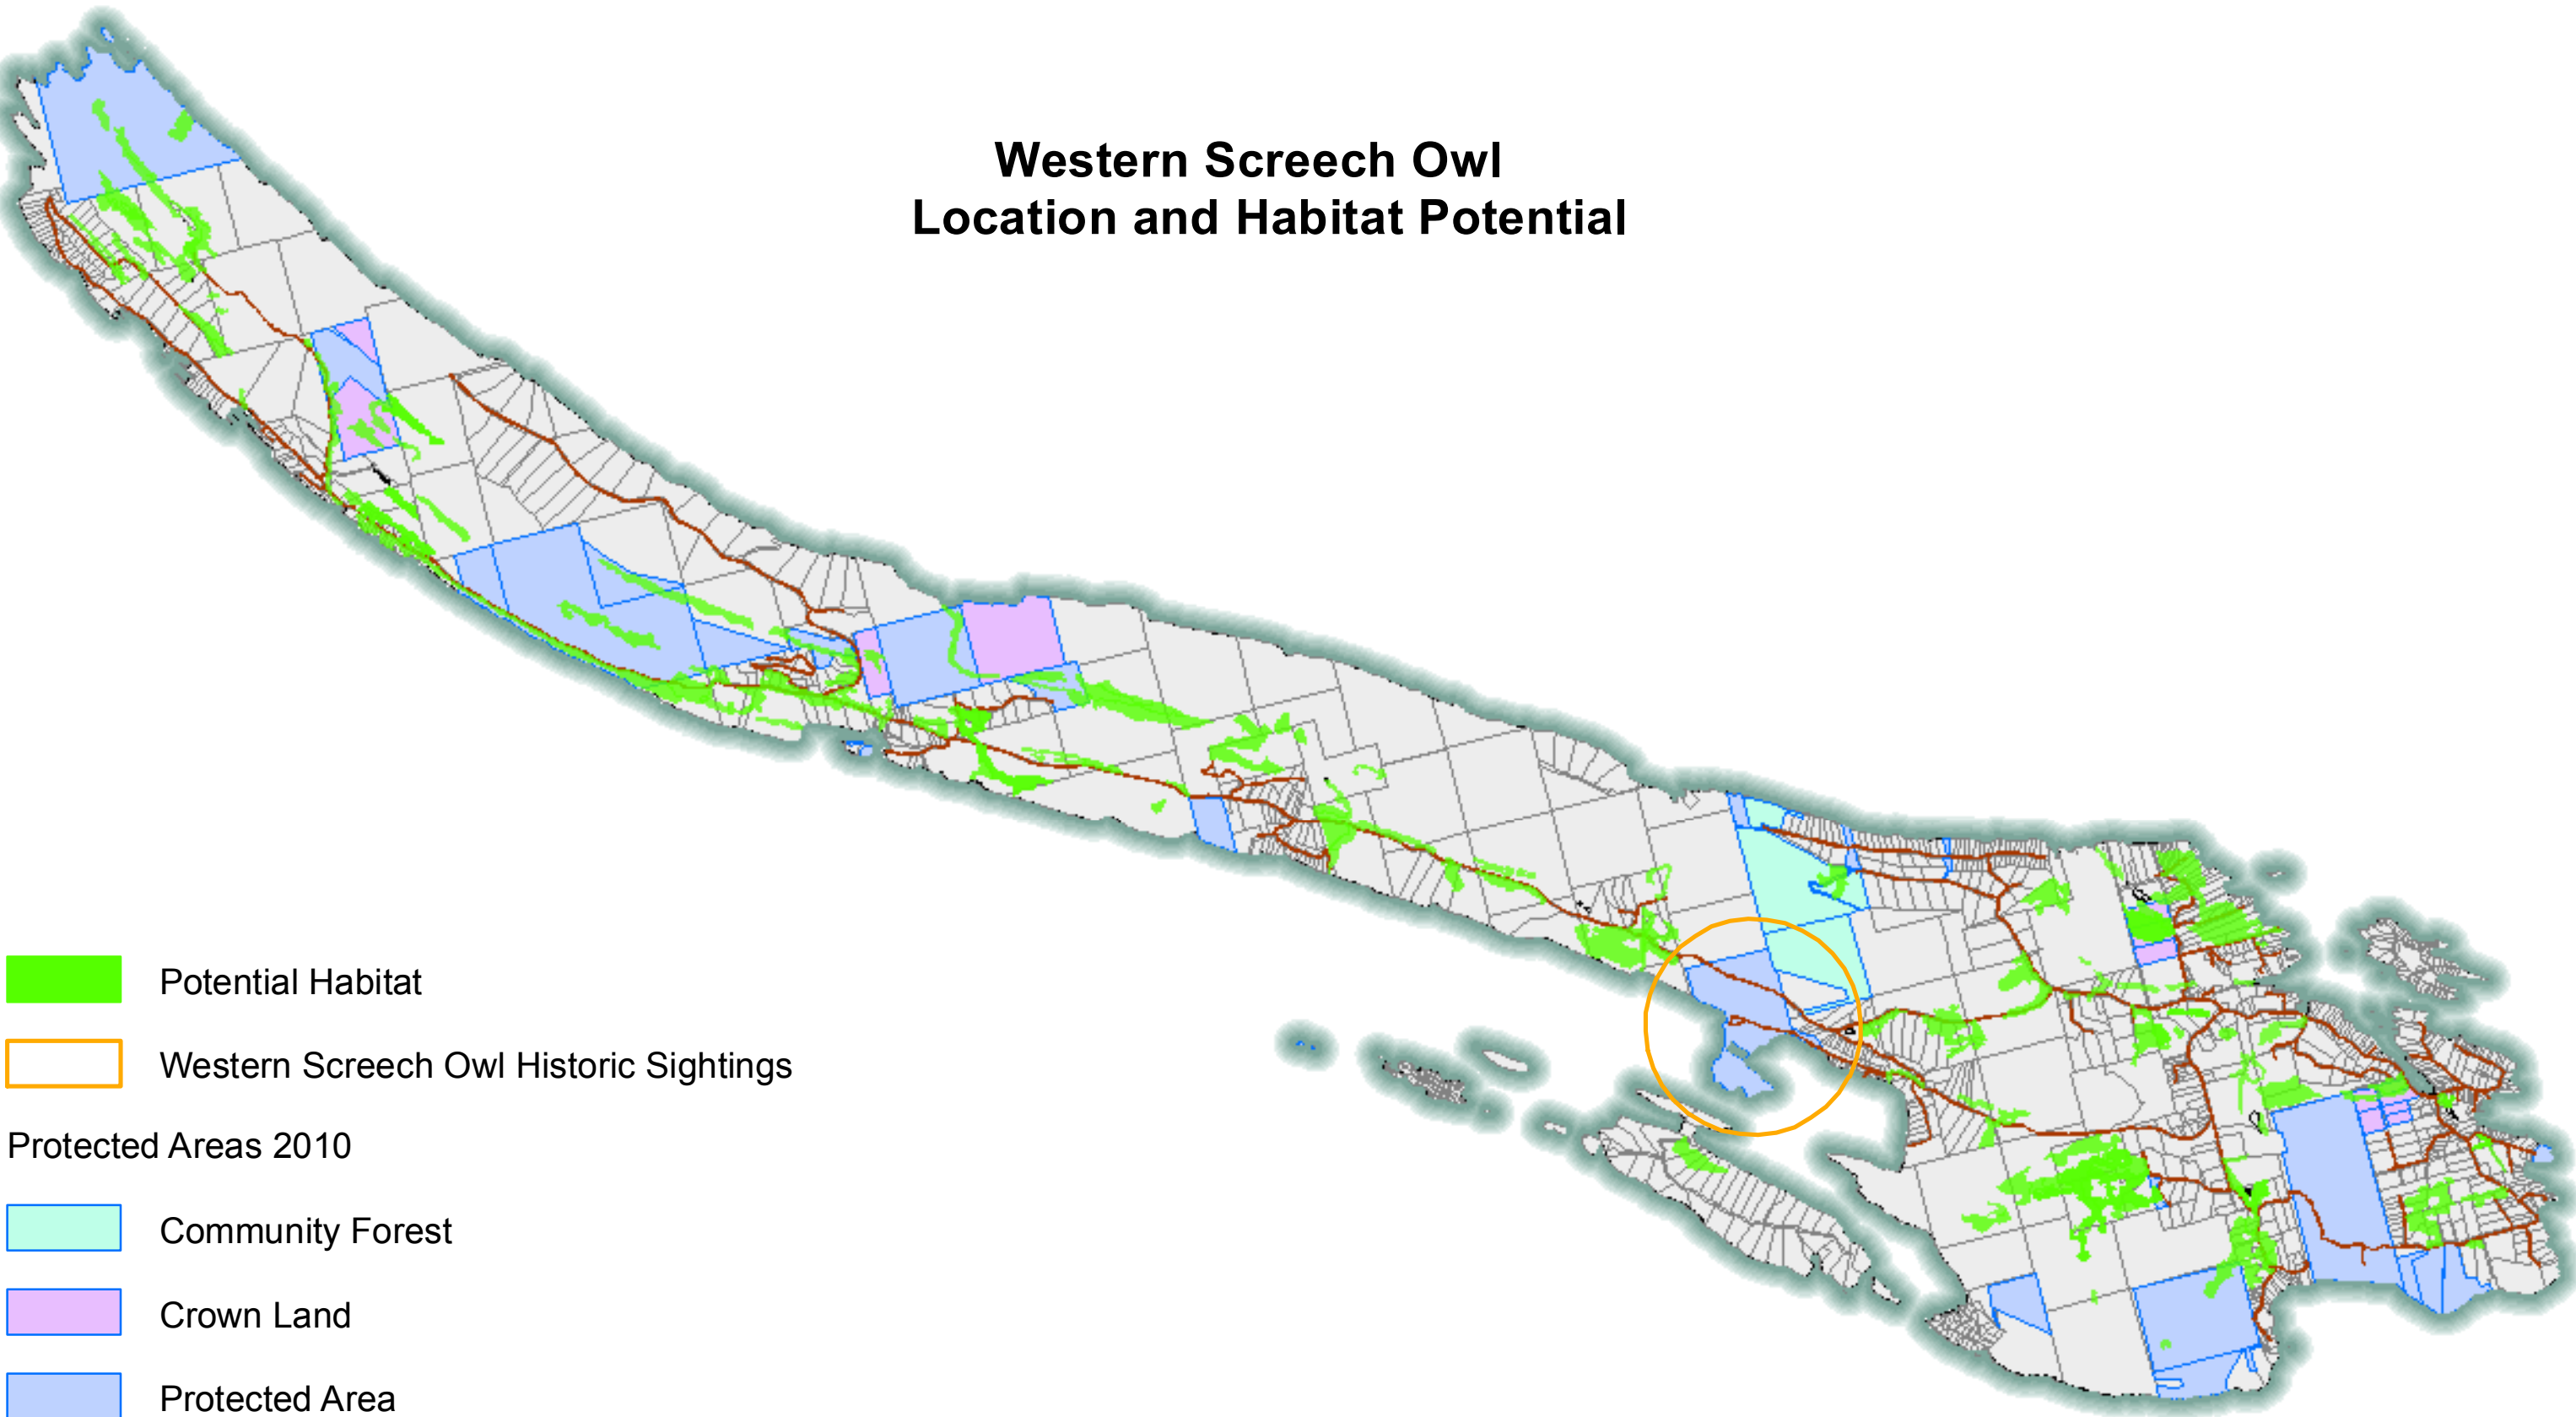 Western Screech Owl
Location and Habitat Potential
Potential Habitat
Western Screech Owl Historic Sightings
Protected Areas 2010
Community Forest
Crown Land
Protected Area